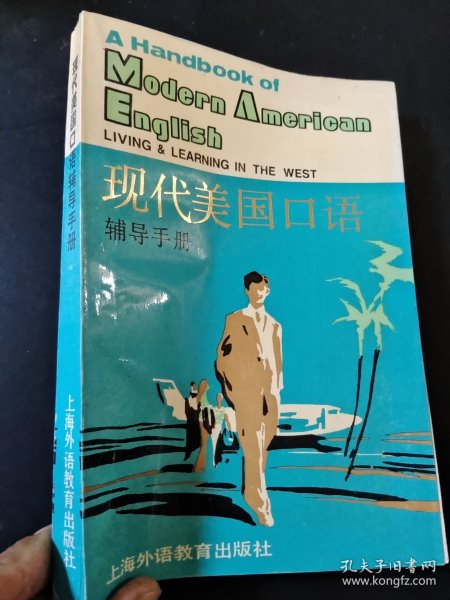 A Handbook of
Modern American
English
LIVING & LEARNING IN THE WEST
现代美国口语
辅导手册
上海外语教育出版社
现代美国口语辅导手册
上海外语教育出版社
孔夫子旧书网
www.kongfz.com